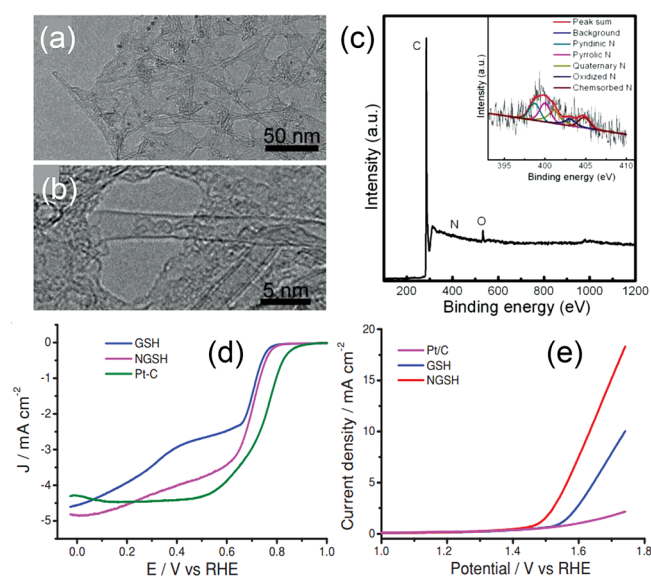 (a)
50 nm
(b)
5 nm
(c)
C
N
O
Intensity (a.u.)
100 200 400 600 800 1000 1200
Binding energy (eV)
Peak sum
Background
Pyridinic N
Pyrrolic N
Quaternary N
Oxidized N
Chemsorbed N
Intensity (a.u.)
395 400 405 410
Binding energy (eV)
(d)
GSH
NGSH
Pt-C
J / mA cm-2
0
-1
-2
-3
-4
-5
0.0 0.2 0.4 0.6 0.8 1.0
E / V vs RHE
(e)
Pt/C
GSH
NGSH
Current density / mA cm-2
20
15
10
5
0
1.0 1.2 1.4 1.6 1.8
Potential / V vs RHE